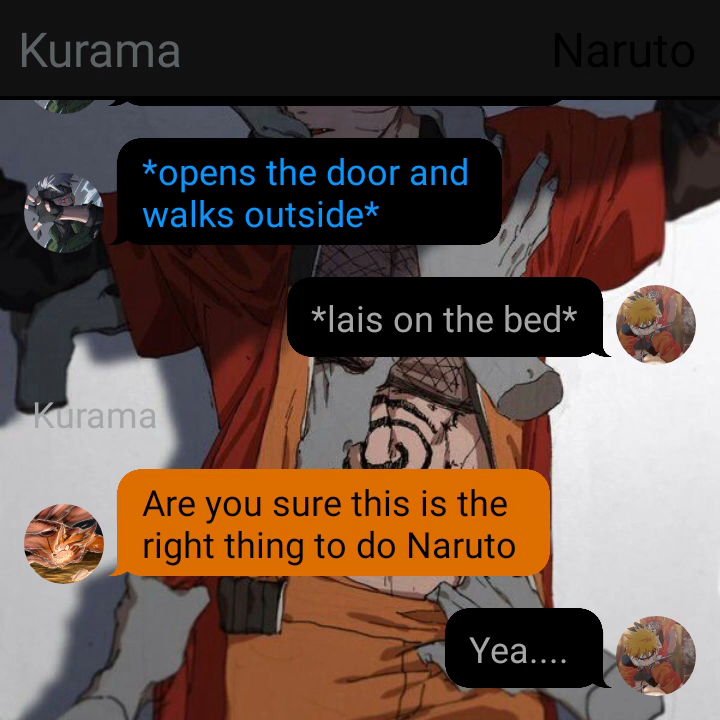 Kurama
Naruto
*opens the door and
walks outside*
*lais on the bed*
Kurama
Are you sure this is the
right thing to do Naruto
Yea....